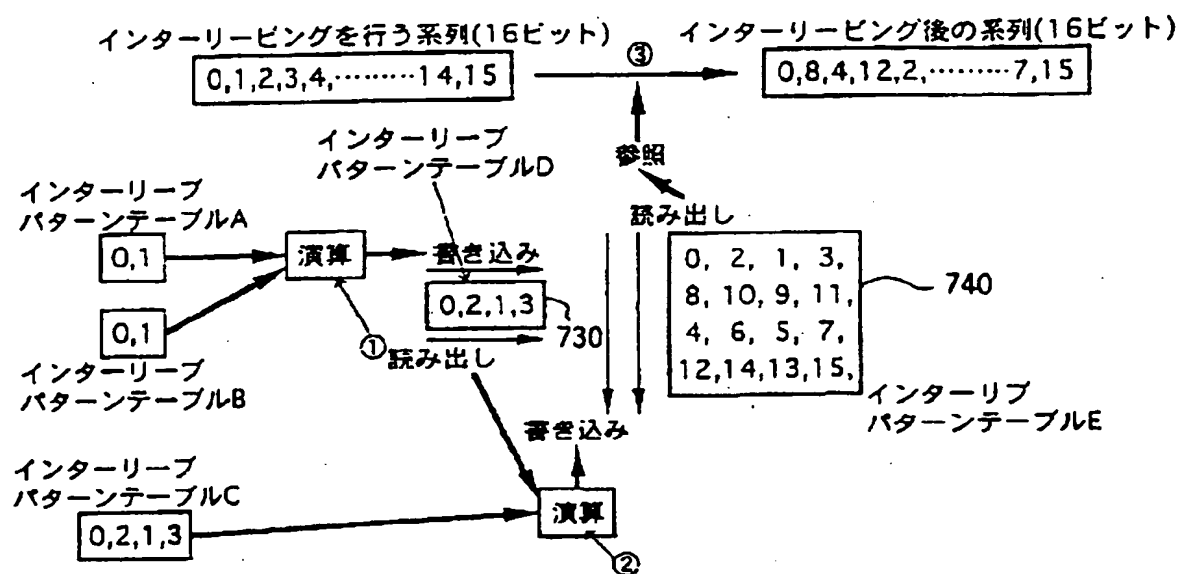 インターリービングを行う系列(16ビット)
0,1,2,3,4,………14,15
③
インターリービング後の系列(16ビット)
0,8,4,12,2,………7,15
インターリーブ
パターンテーブルD
参照
読み出し
インターリーブ
パターンテーブルA
0,1
演算
書き込み
0,2,1,3
730
0,1
①
読み出し
インターリーブ
パターンテーブルB
0, 2, 1, 3,
8, 10, 9, 11,
4, 6, 5, 7,
12,14,13,15,
740
インターリブ
パターンテーブルE
書き込み
インターリーブ
パターンテーブルC
0,2,1,3
演算
②